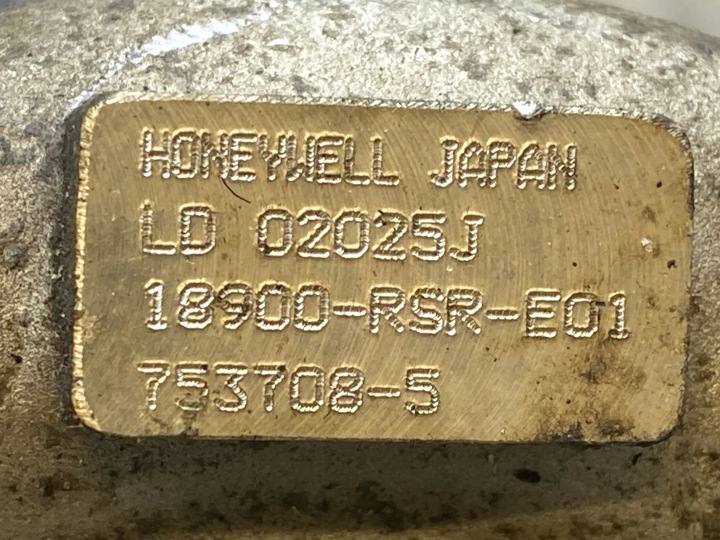 HONEYWELL JAPAN
LD 02025J
18900-RSR-E01
753708-5